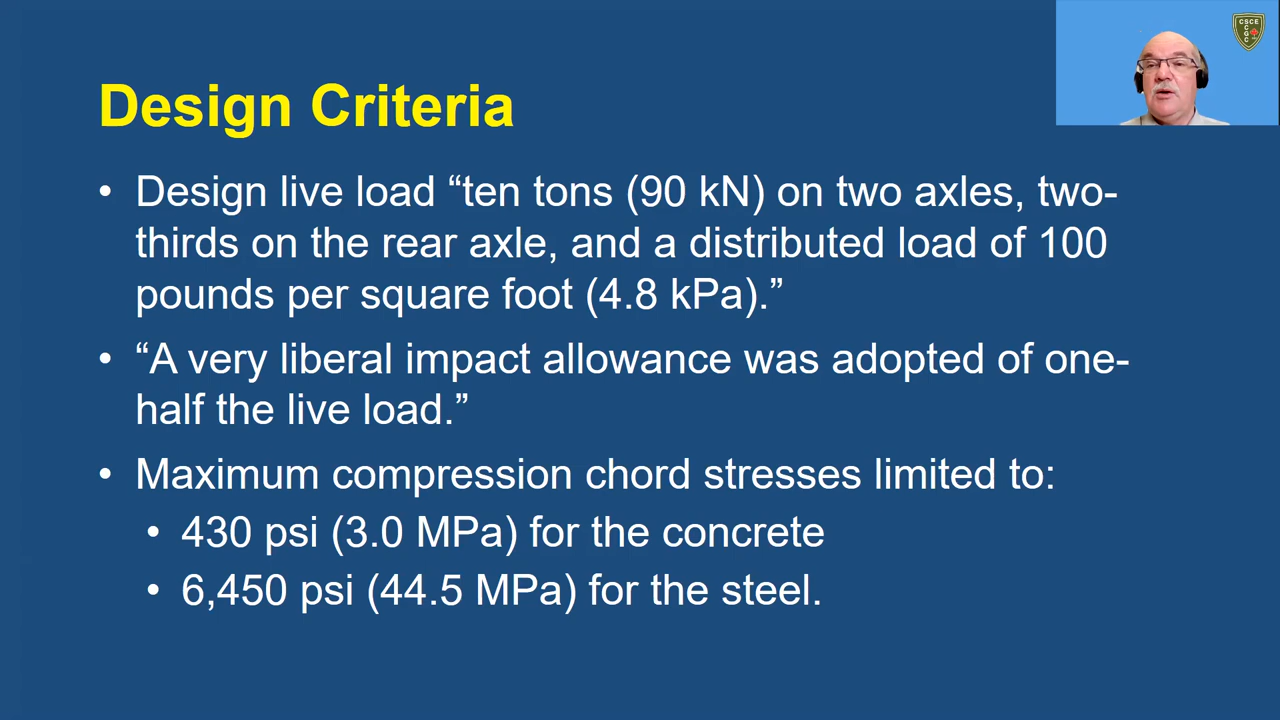 CSCE
CGC
Design Criteria
• Design live load “ten tons (90 kN) on two axles, two-
thirds on the rear axle, and a distributed load of 100
pounds per square foot (4.8 kPa).”
• “A very liberal impact allowance was adopted of one-
half the live load.”
• Maximum compression chord stresses limited to:
• 430 psi (3.0 MPa) for the concrete
• 6,450 psi (44.5 MPa) for the steel.